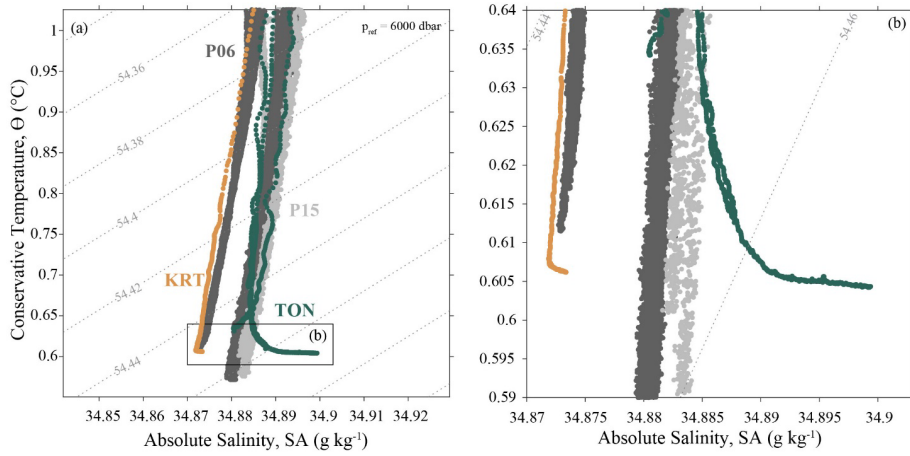 (a)
p_ref = 6000 dbar
P06
P15
KRT
TON
(b)
54.36
54.38
54.4
54.42
54.44
1
0.95
0.9
0.85
0.8
0.75
0.7
0.65
0.6
Conservative Temperature, Θ (°C)
34.85 34.86 34.87 34.88 34.89 34.9 34.91 34.92
Absolute Salinity, SA (g kg⁻¹)
(b)
54.44
54.46
0.64
0.635
0.63
0.625
0.62
0.615
0.61
0.605
0.6
0.595
0.59
34.87 34.875 34.88 34.885 34.89 34.895 34.9
Absolute Salinity, SA (g kg⁻¹)